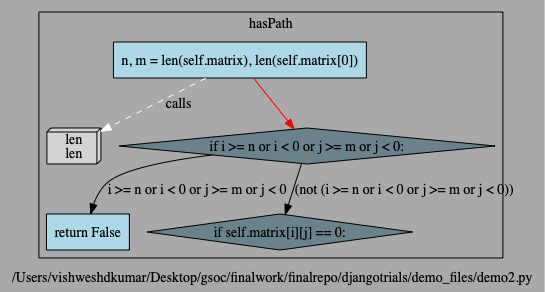 hasPath
n, m = len(self.matrix), len(self.matrix[0])
calls
len
len
if i >= n or i < 0 or j >= m or j < 0:
i >= n or i < 0 or j >= m or j < 0
(not (i >= n or i < 0 or j >= m or j < 0))
return False
if self.matrix[i][j] == 0:
/Users/vishweshdkumar/Desktop/gsoc/finalwork/finalrepo/djangotrials/demo_files/demo2.py